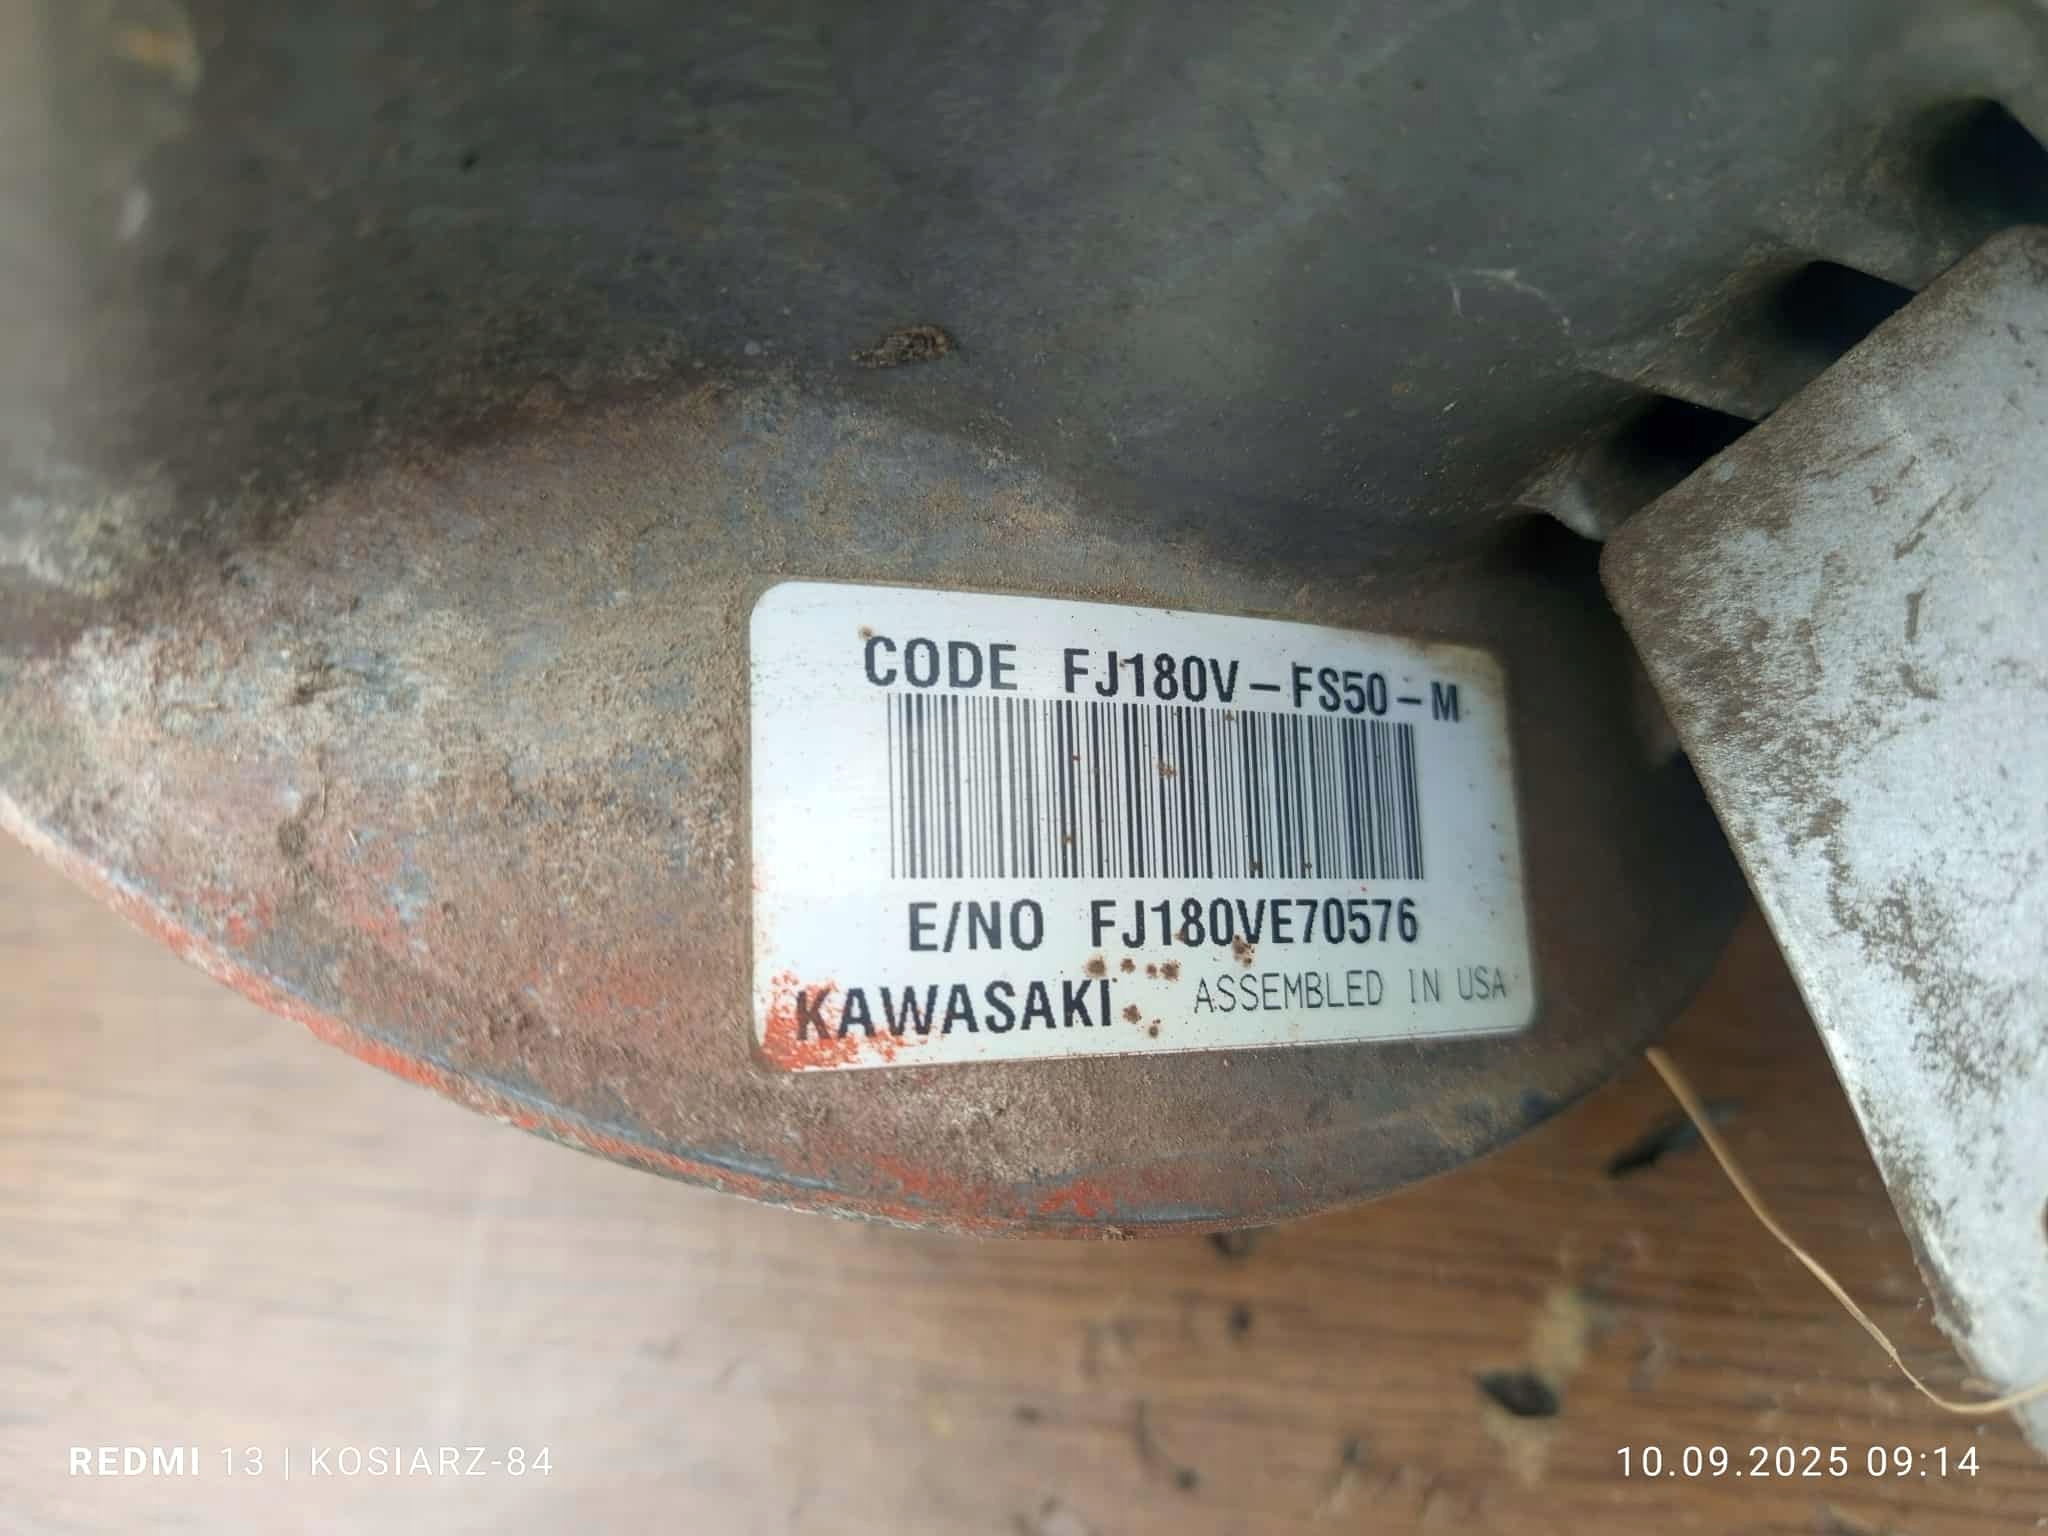 CODE FJ180V-FS50-M
E/NO FJ180VE70576
KAWASAKI ASSEMBLED IN USA
REDMI 13 | KOSIARZ-84
10.09.2025 09:14